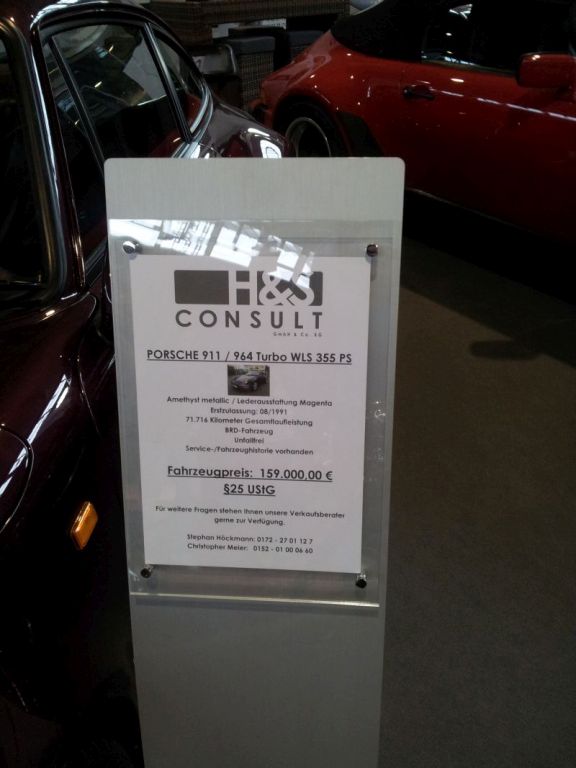 H&S
CONSULT
GmbH & Co. KG
PORSCHE 911 / 964 Turbo WLS 355 PS
Amethyst metallic / Lederausstattung Magenta
Erstzulassung: 08/1991
71.716 Kilometer Gesamtlaufleistung
BRD-Fahrzeug
Unfallfrei
Service-/Fahrzeughistorie vorhanden
Fahrzeugpreis: 159.000,00 €
§25 UStG
Für weitere Fragen stehen Ihnen unsere Verkaufsberater
gerne zur Verfügung.
Stephan Höckmann: 0172 - 27 01 12 7
Christopher Meier: 0152 - 01 00 06 60